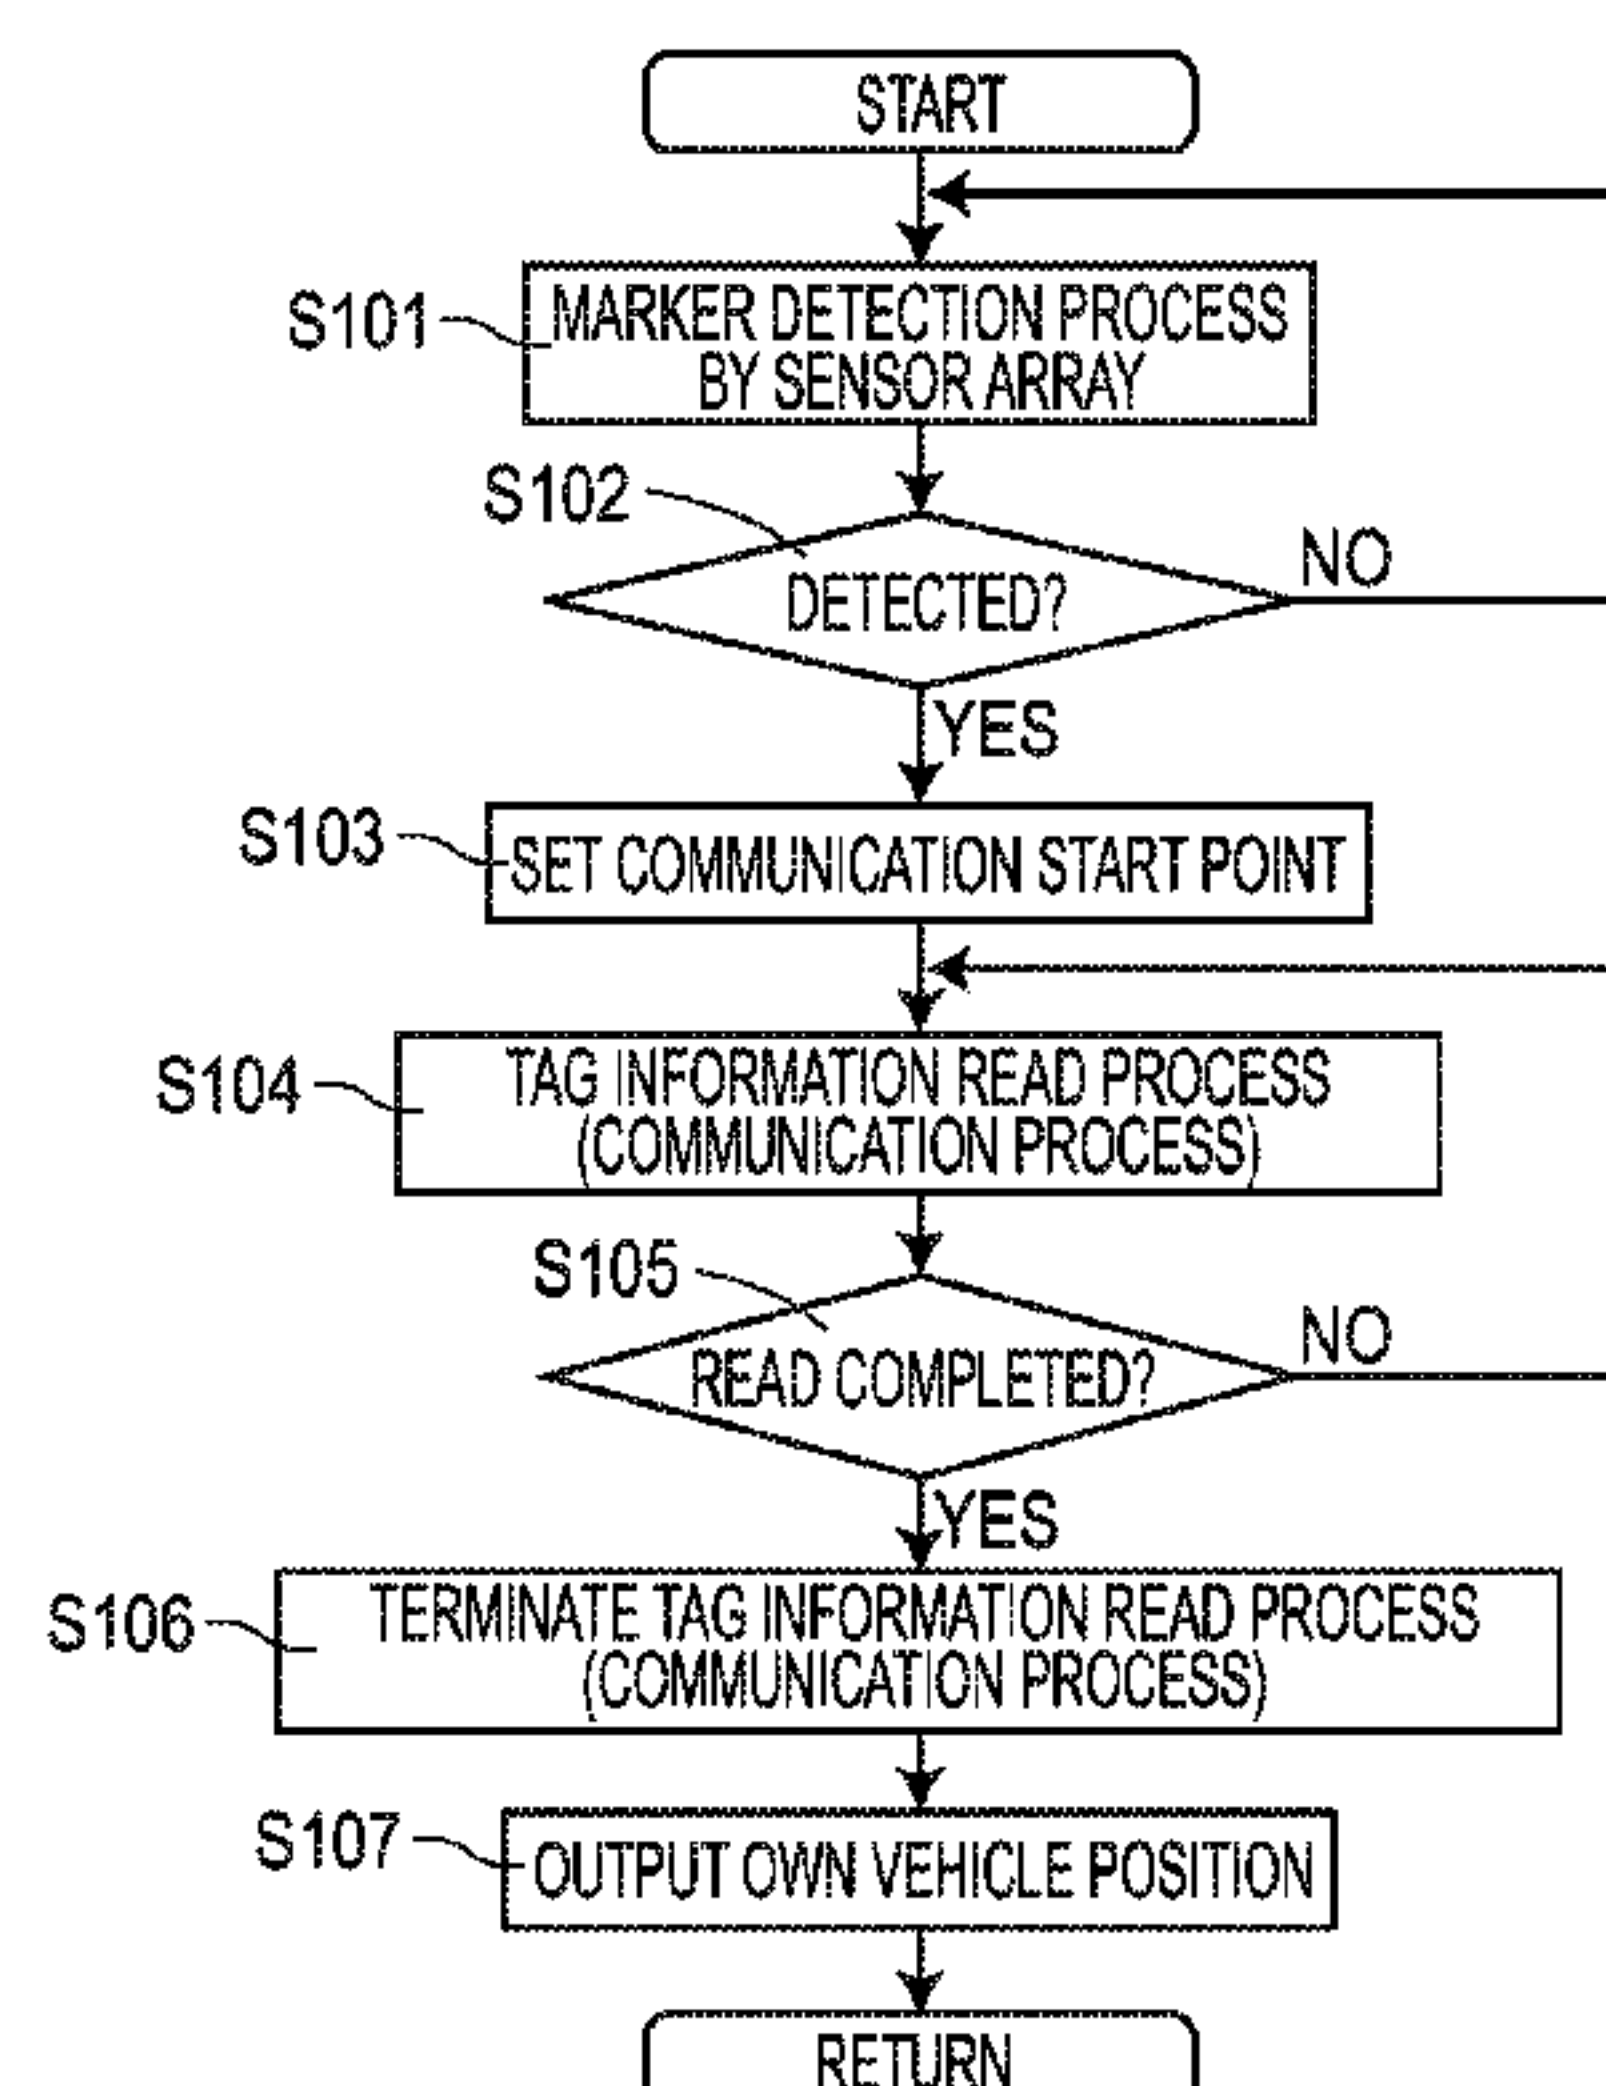 START
S101
MARKER DETECTION PROCESS
BY SENSOR ARRAY
S102
NO
DETECTED?
YES
S103
SET COMMUNICATION START POINT
S104
TAG INFORMATION READ PROCESS
(COMMUNICATION PROCESS)
S105
NO
READ COMPLETED?
YES
S106
TERMINATE TAG INFORMATION READ PROCESS
(COMMUNICATION PROCESS)
S107
OUTPUT OWN VEHICLE POSITION
RETURN